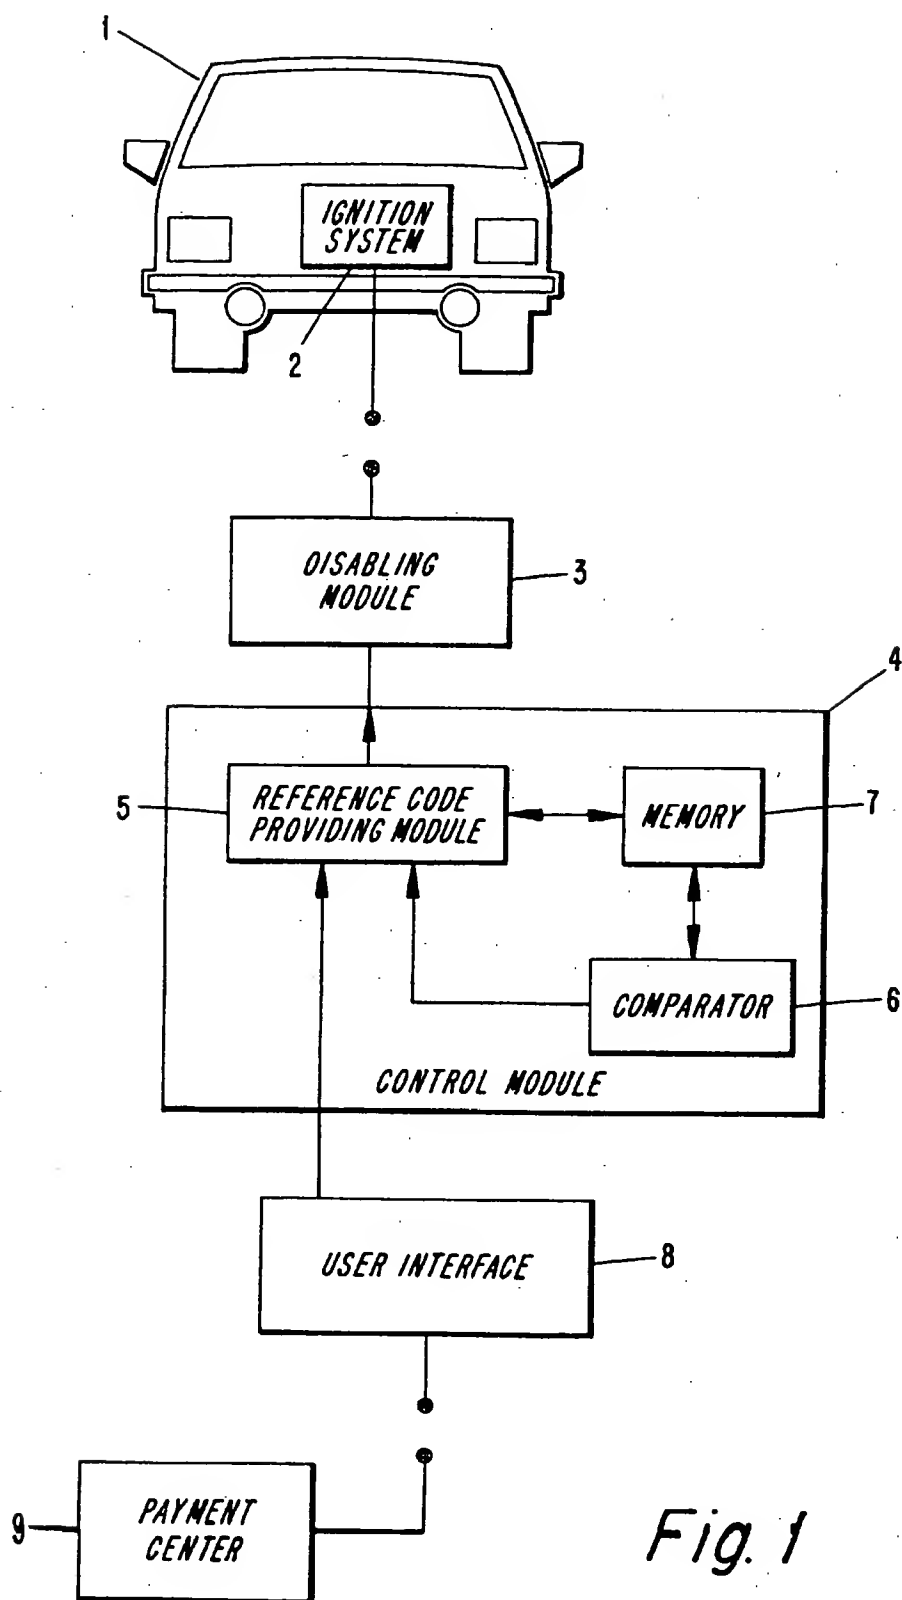 1
IGNITION
SYSTEM
2
DISABLING
MODULE
3
4
5
REFERENCE CODE
PROVIDING MODULE
MEMORY
7
COMPARATOR
6
CONTROL MODULE
USER INTERFACE
8
9
PAYMENT
CENTER
Fig. 1